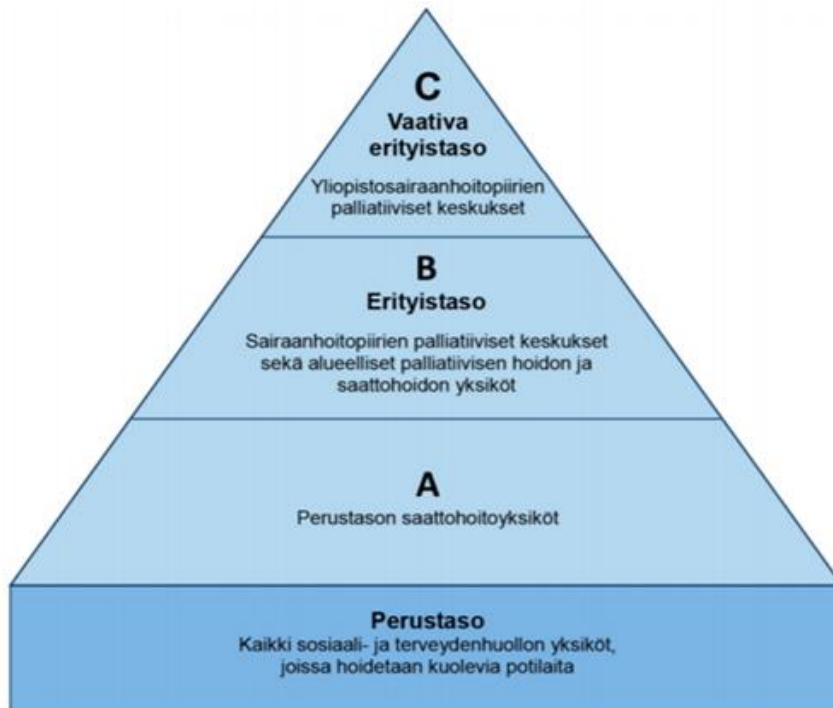 C
Vaativa
erityistaso
Yliopistosairaanhoitopiirien
palliatiiviset keskukset
B
Erityistaso
Sairaanhoitopiirien palliatiiviset keskukset
sekä alueelliset palliatiivisen hoidon ja
saattohoidon yksiköt
A
Perustason saattohoitoyksiköt
Perustaso
Kaikki sosiaali- ja terveydenhuollon yksiköt,
joissa hoidetaan kuolevia potilaita